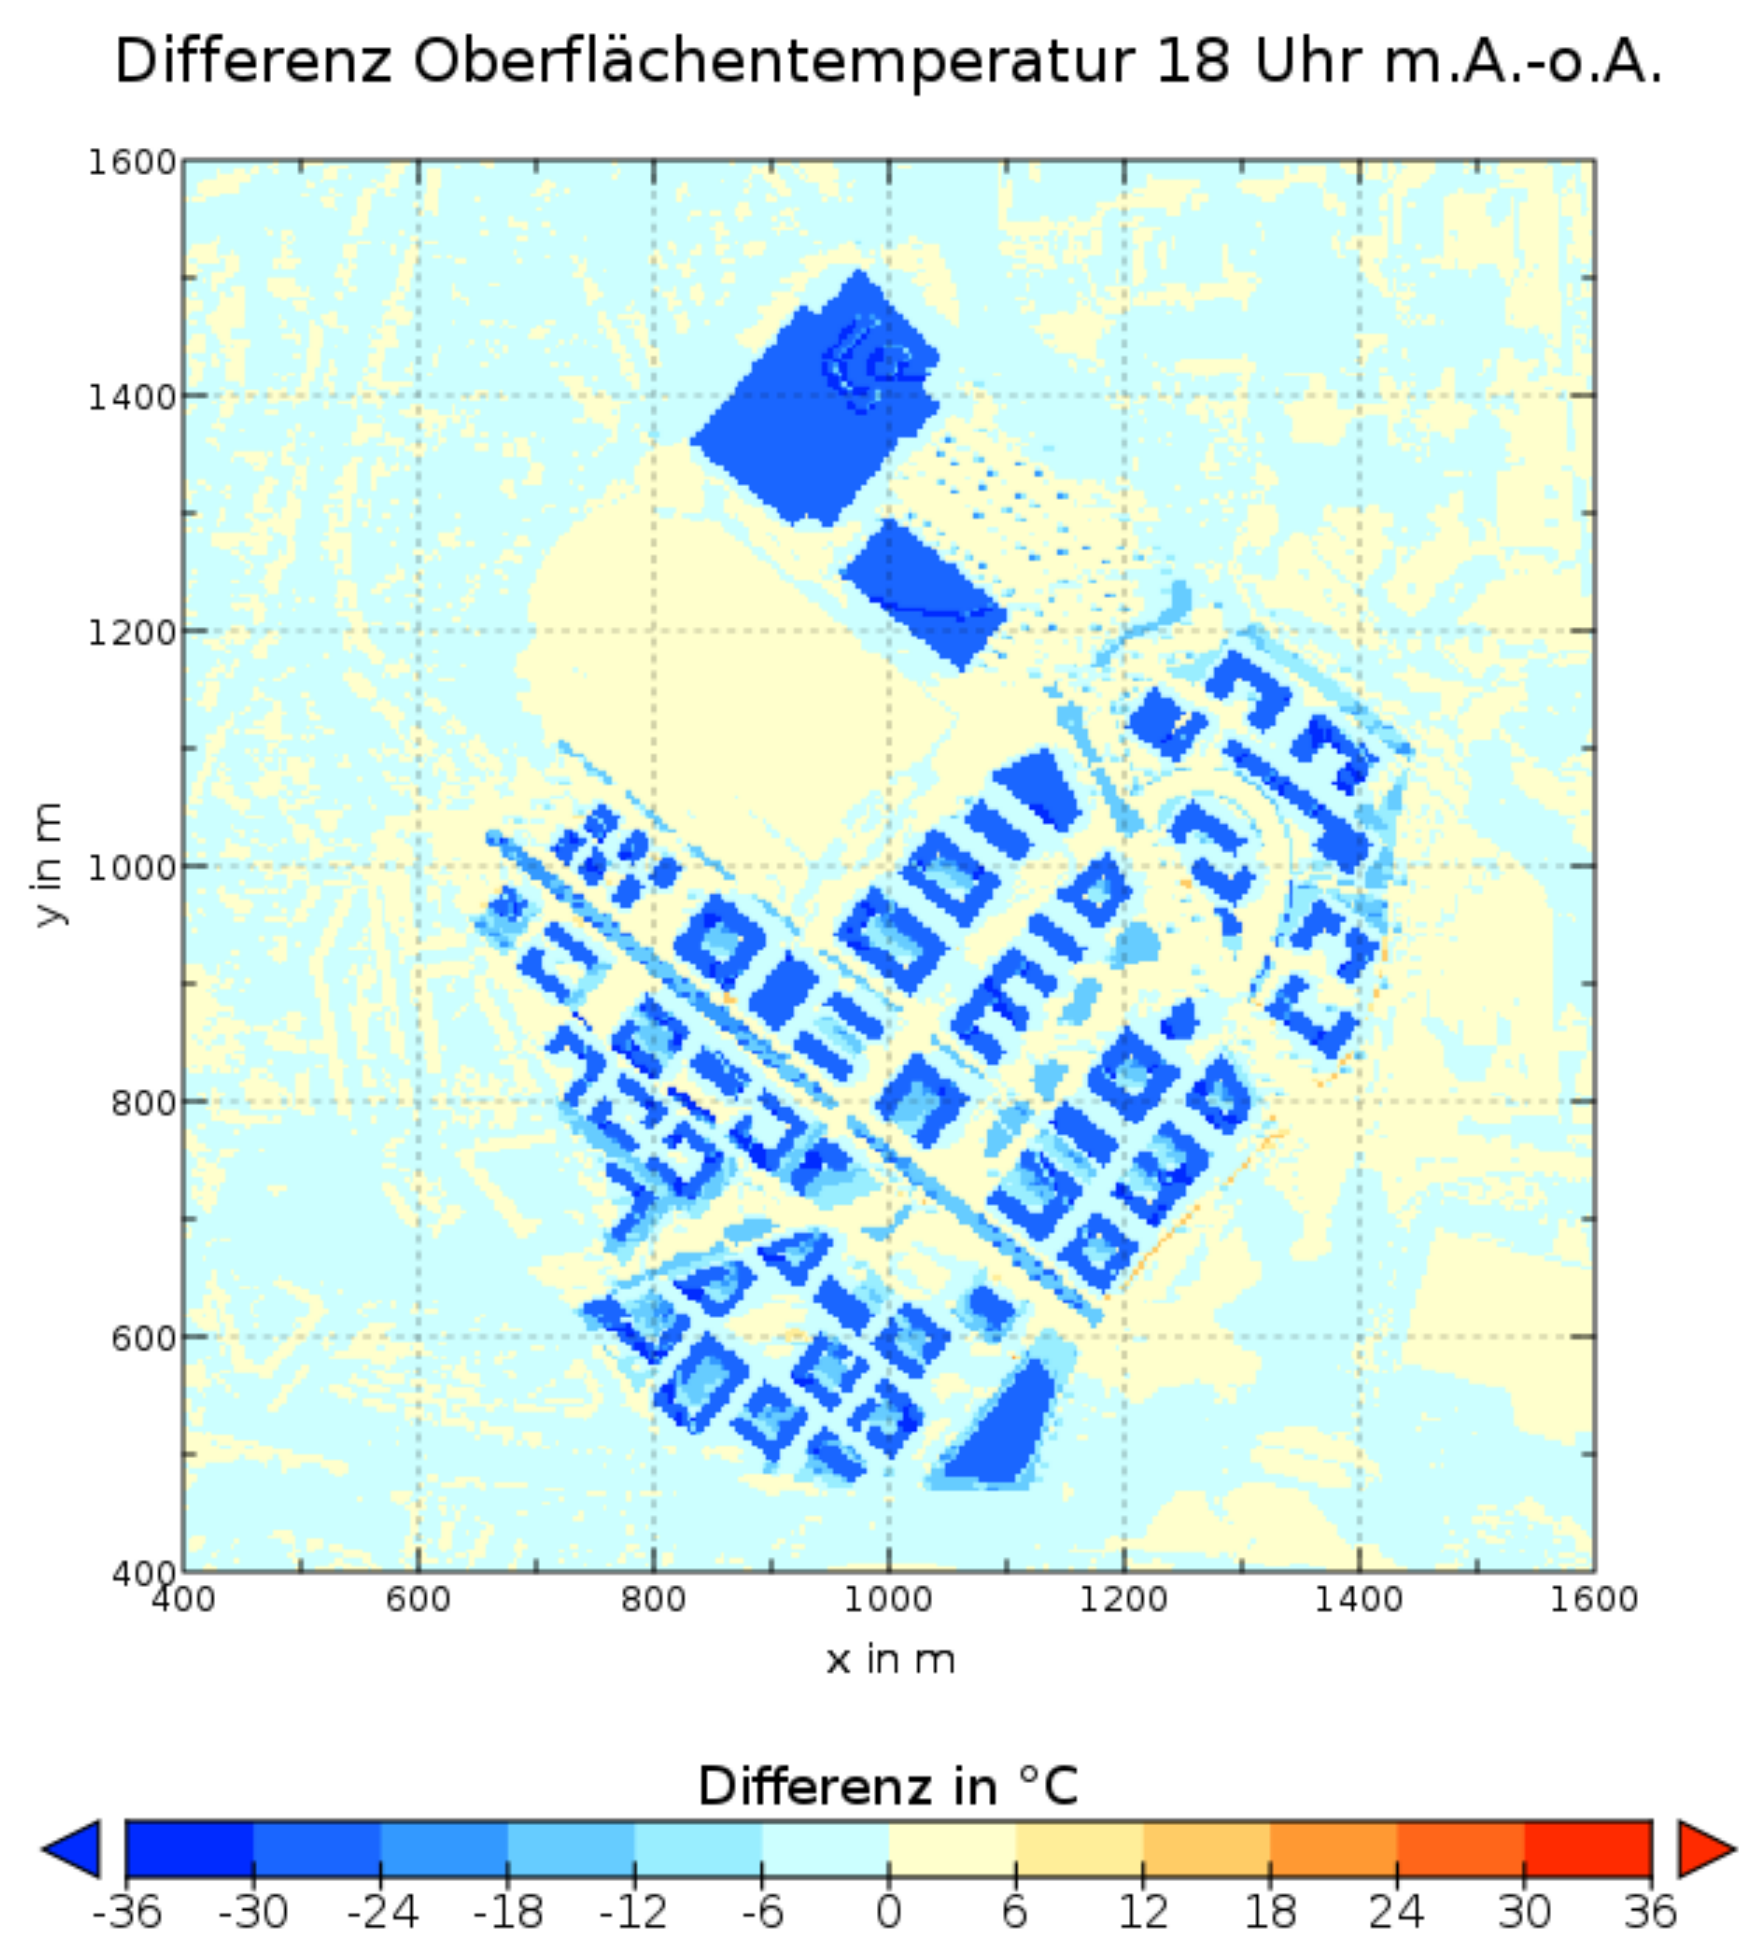 Differenz Oberflächentemperatur 18 Uhr m.A.-o.A.
1600
1400
1200
1000
800
600
400
y in m
400 600 800 1000 1200 1400 1600
x in m
Differenz in °C
-36 -30 -24 -18 -12 -6 0 6 12 18 24 30 36